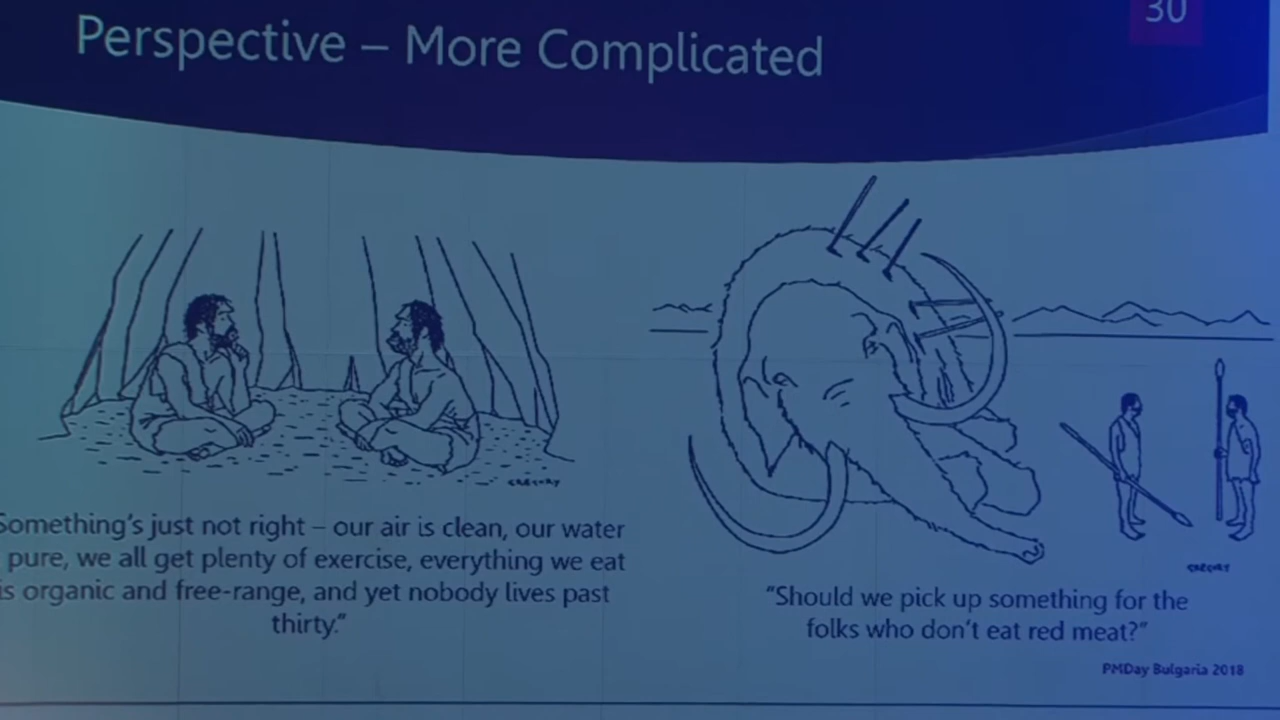 Perspective – More Complicated
30
Something's just not right – our air is clean, our water
pure, we all get plenty of exercise, everything we eat
is organic and free-range, and yet nobody lives past
thirty."
GREGORY
"Should we pick up something for the
folks who don't eat red meat?"
GREGORY
PMDay Bulgaria 2018